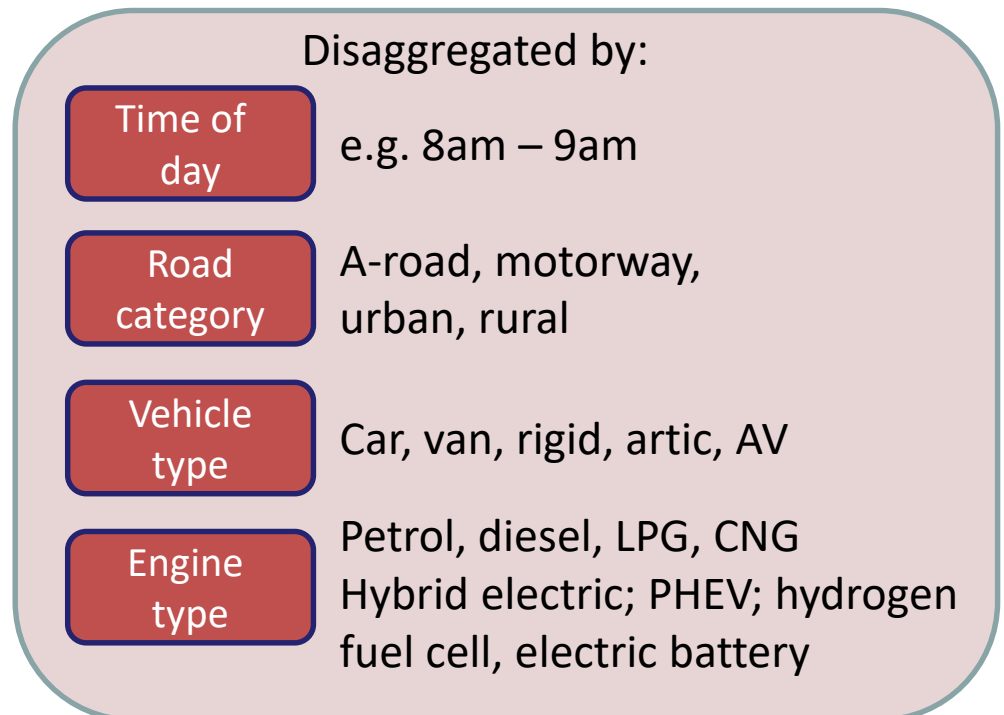 Disaggregated by:
Time of
day
e.g. 8am – 9am
Road
category
A-road, motorway,
urban, rural
Vehicle
type
Car, van, rigid, artic, AV
Engine
type
Petrol, diesel, LPG, CNG
Hybrid electric; PHEV; hydrogen
fuel cell, electric battery